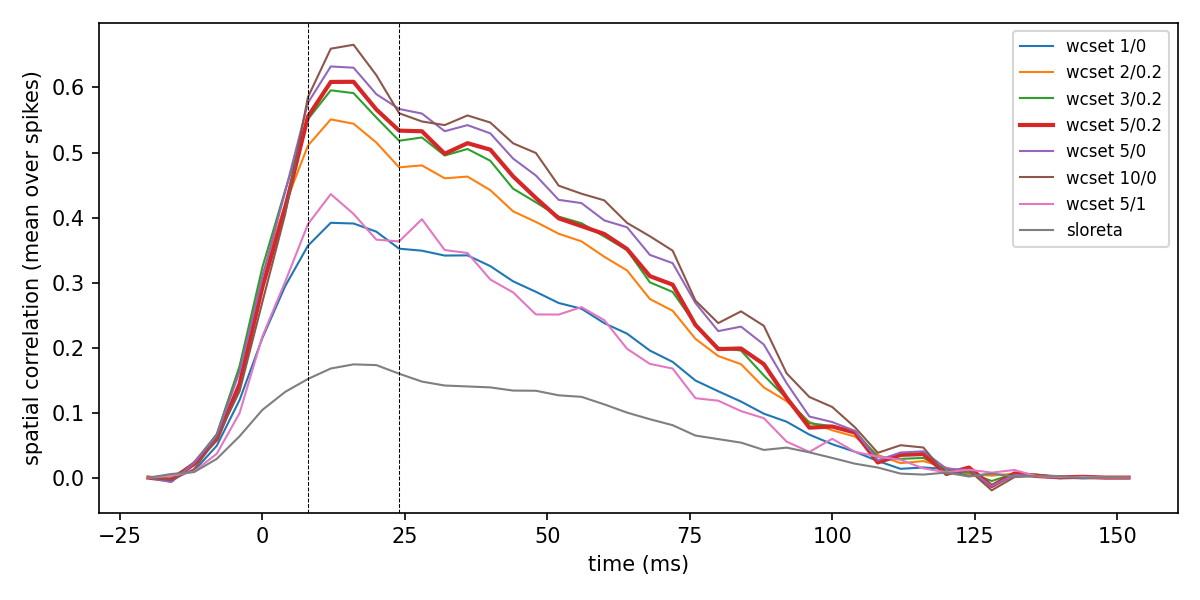 spatial correlation (mean over spikes)
0.6
0.5
0.4
0.3
0.2
0.1
0.0
wcset 1/0
wcset 2/0.2
wcset 3/0.2
wcset 5/0.2
wcset 5/0
wcset 10/0
wcset 5/1
sloreta
−25 0 25 50 75 100 125 150
time (ms)